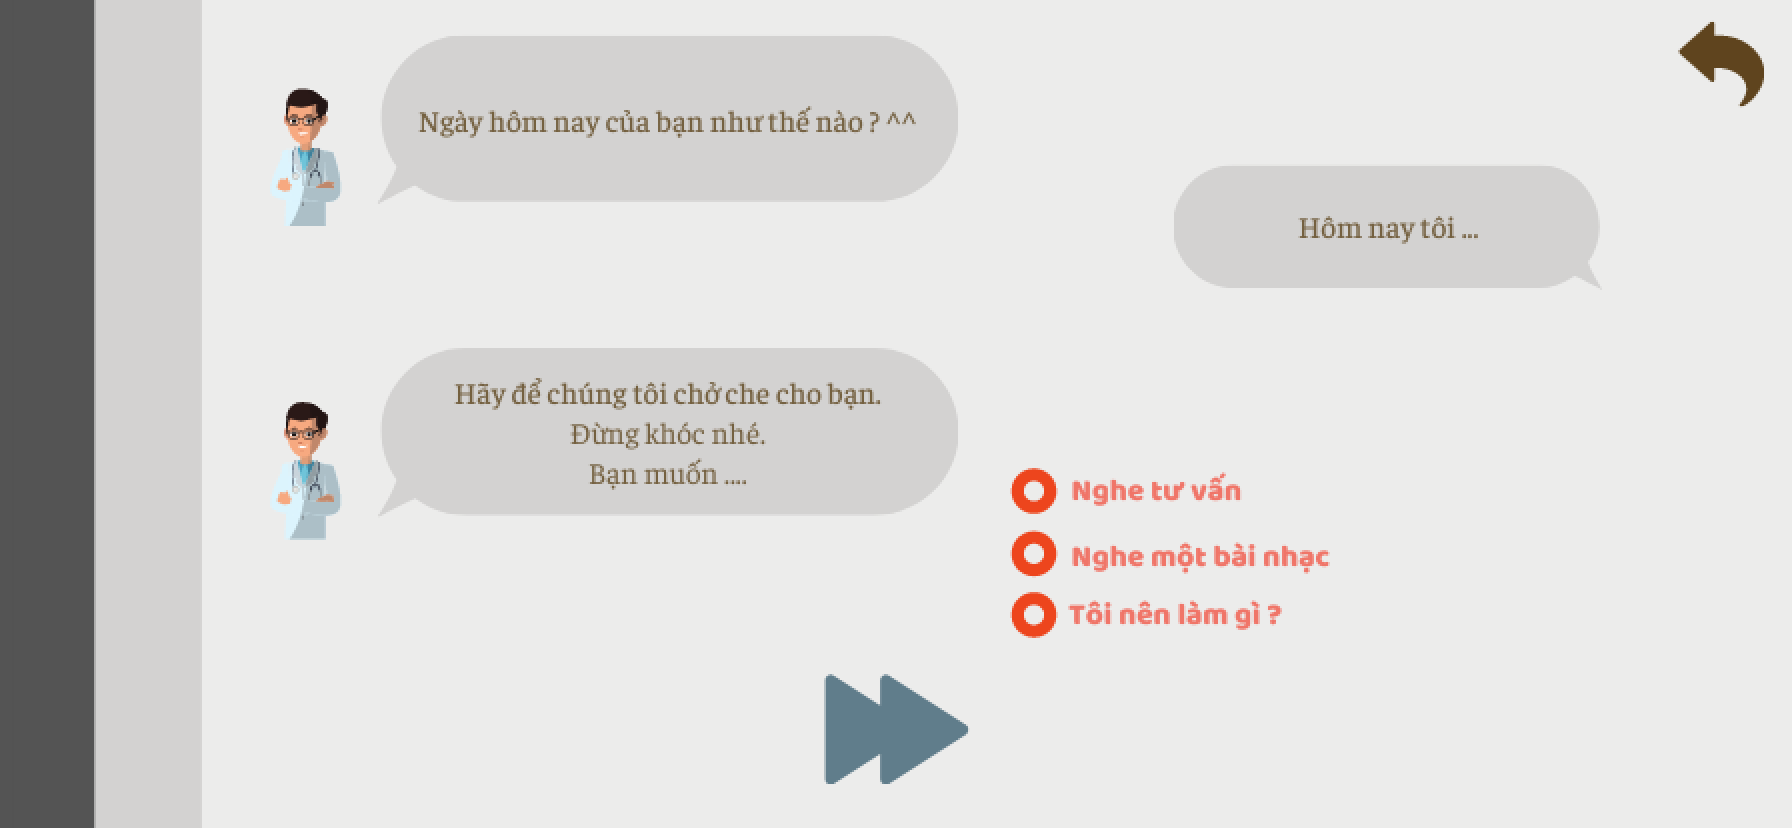 Ngày hôm nay của bạn như thế nào ? ^^
Hôm nay tôi ...
Hãy để chúng tôi chở che cho bạn.
Đừng khóc nhé.
Bạn muốn ....
Nghe tư vấn
Nghe một bài nhạc
Tôi nên làm gì ?